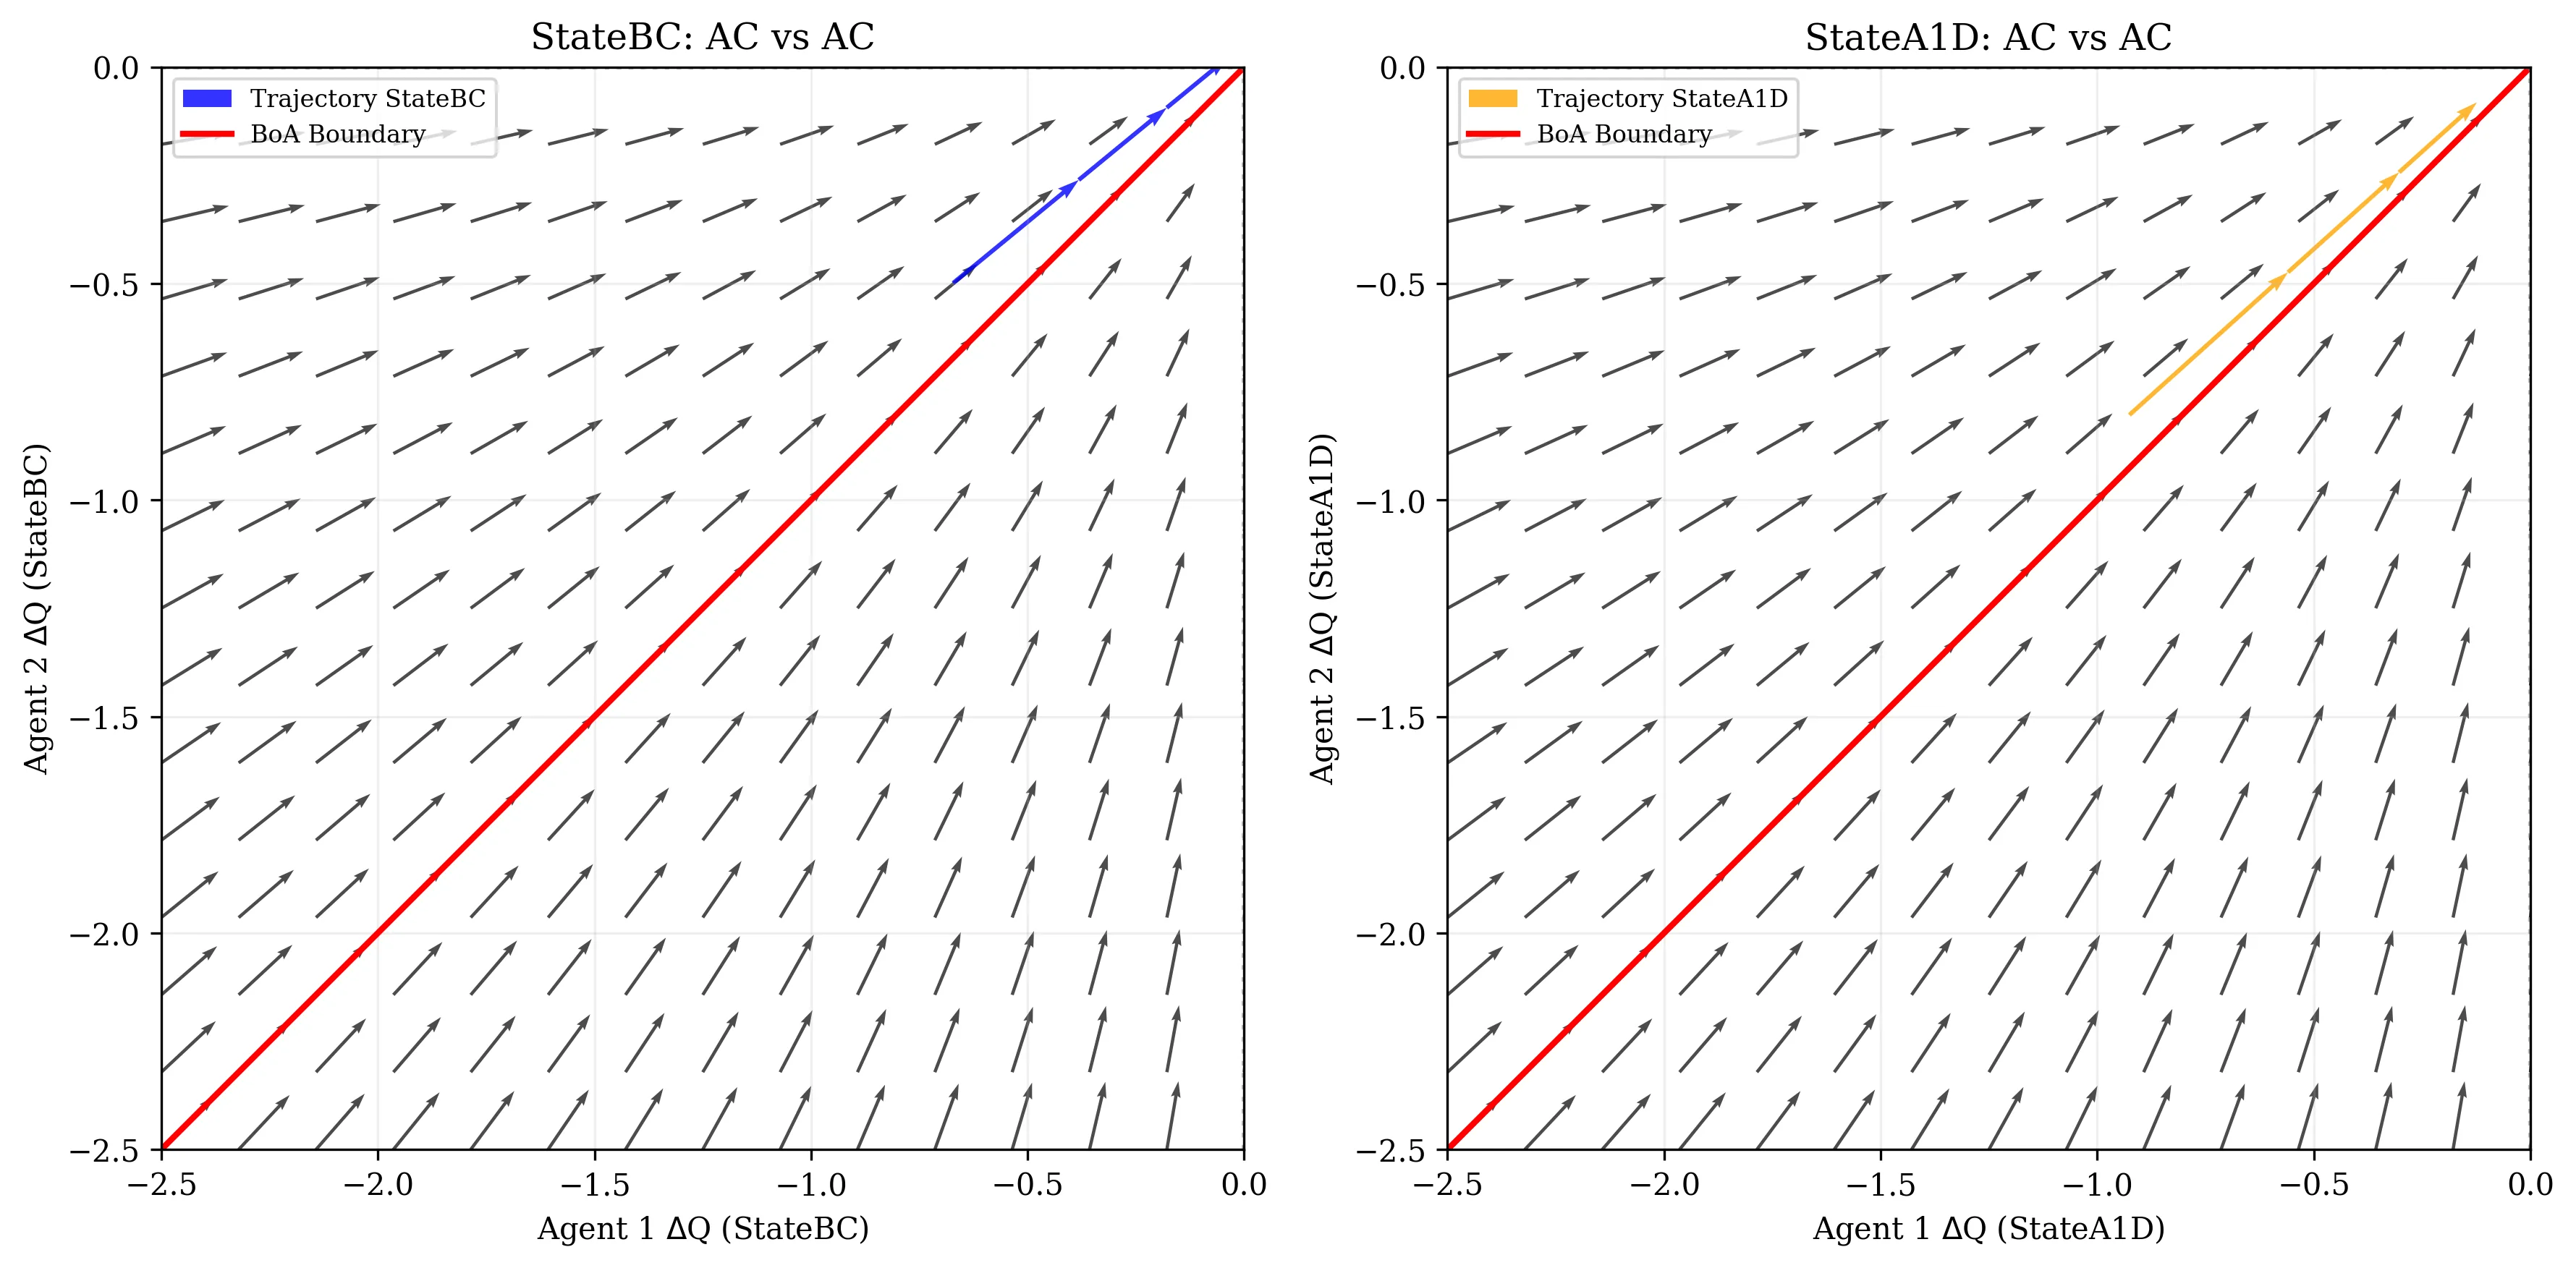 StateBC: AC vs AC
Trajectory StateBC
BoA Boundary
0.0
−0.5
−1.0
−1.5
−2.0
−2.5
Agent 2 ΔQ (StateBC)
−2.5 −2.0 −1.5 −1.0 −0.5 0.0
Agent 1 ΔQ (StateBC)
StateA1D: AC vs AC
Trajectory StateA1D
BoA Boundary
0.0
−0.5
−1.0
−1.5
−2.0
−2.5
Agent 2 ΔQ (StateA1D)
−2.5 −2.0 −1.5 −1.0 −0.5 0.0
Agent 1 ΔQ (StateA1D)